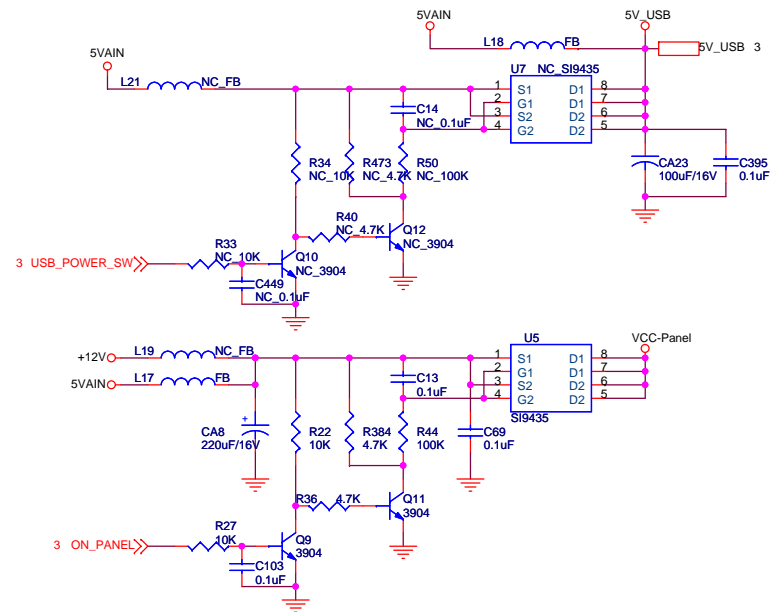 5VAIN
5V_USB
L18
FB
5V_USB 3
5VAIN
L21
NC_FB
U7 NC_SI9435
1 S1 D1 8
2 G1 D1 7
3 S2 D2 6
4 G2 D2 5
C14
NC_0.1uF
R34
NC_10K
R473
NC_4.7K
R50
NC_100K
CA23
100uF/16V
C395
0.1uF
R40
NC_4.7K
Q12
NC_3904
R33
NC_10K
Q10
NC_3904
3 USB_POWER_SW
C449
NC_0.1uF
+12V
L19
NC_FB
5VAIN
L17
FB
U5
VCC-Panel
1 S1 D1 8
2 G1 D1 7
3 S2 D2 6
4 G2 D2 5
SI9435
C13
0.1uF
+
CA8
220uF/16V
R22
10K
R384
4.7K
R44
100K
C69
0.1uF
R36 4.7K
Q11
3904
R27
10K
Q9
3904
3 ON_PANEL
C103
0.1uF